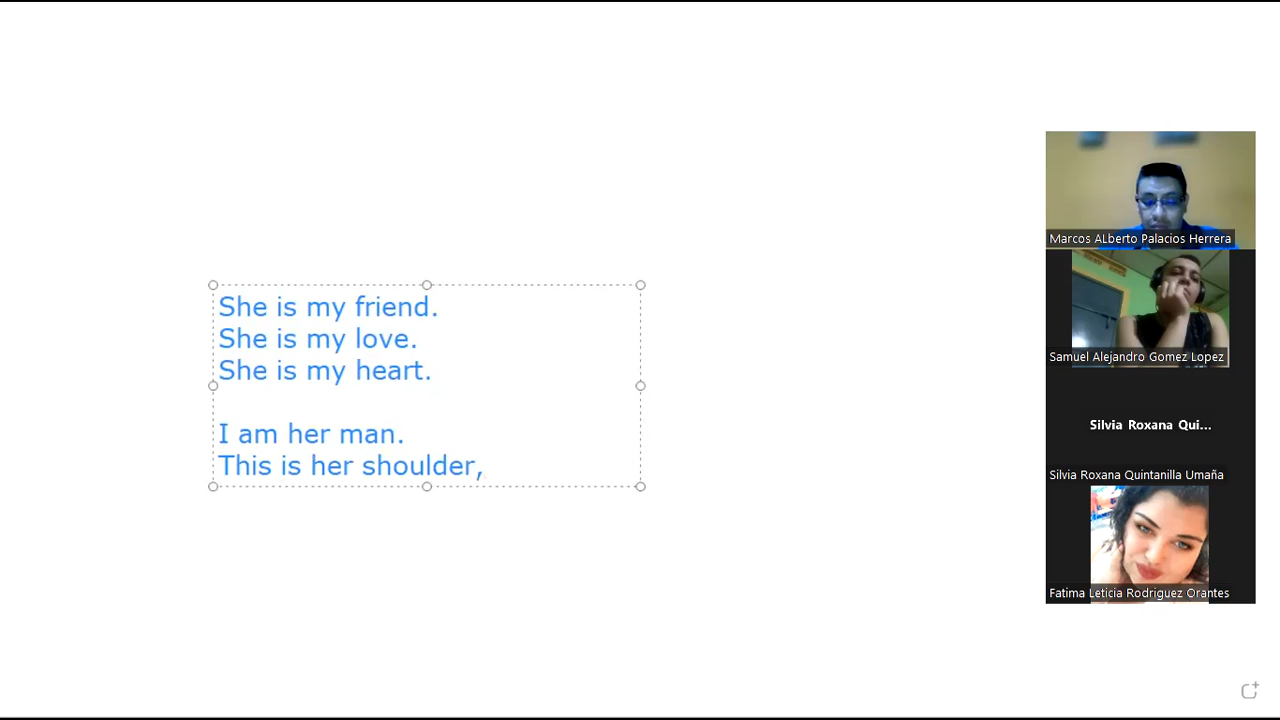 She is my friend.
She is my love.
She is my heart.
I am her man.
This is her shoulder,
Marcos ALberto Palacios Herrera
Samuel Alejandro Gomez Lopez
Silvia Roxana Qui...
Silvia Roxana Quintanilla Umaña
Fatima Leticia Rodriguez Orantes